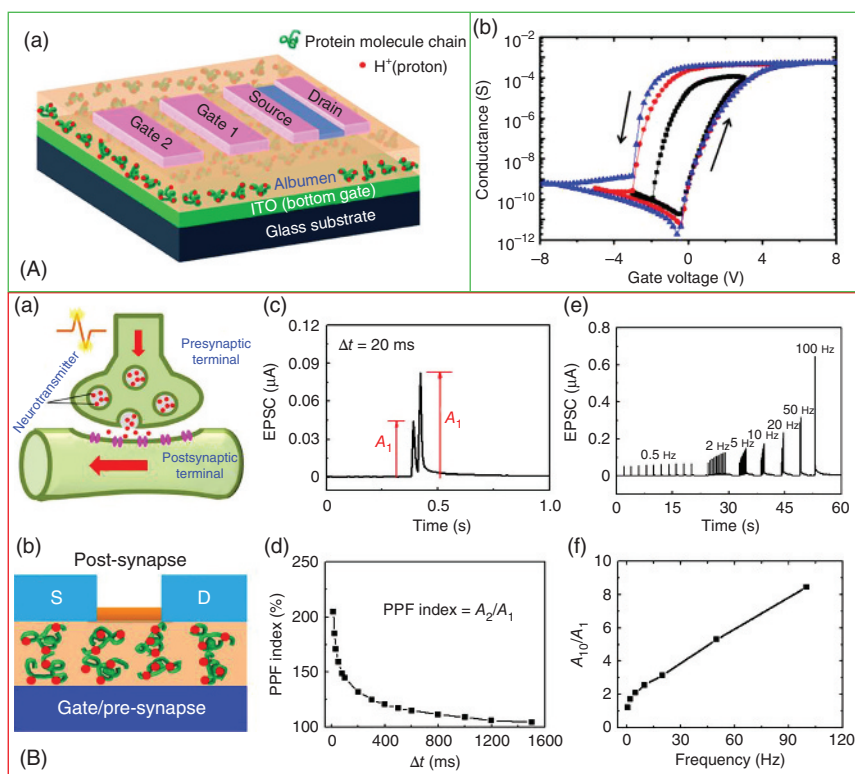 (a)
Protein molecule chain
H⁺(proton)
Gate 2
Gate 1
Source
Drain
Albumen
ITO (bottom gate)
Glass substrate
(A)
(b)
Conductance (S)
10⁻²
10⁻⁴
10⁻⁶
10⁻⁸
10⁻¹⁰
10⁻¹²
−8 −4 0 4 8
Gate voltage (V)
(a)
Neurotransmitter
Presynaptic
terminal
Postsynaptic
terminal
(c)
EPSC (μA)
0.12
0.09
0.06
0.03
0
Δt = 20 ms
A₁
A₁
0 0.5 1.0
Time (s)
(e)
EPSC (μA)
0.8
0.6
0.4
0.2
0
0.5 Hz
2 Hz
5 Hz
10 Hz
20 Hz
50 Hz
100 Hz
0 15 30 45 60
Time (s)
(b)
Post-synapse
S
D
Gate/pre-synapse
(B)
(d)
PPF index (%)
250
200
150
100
PPF index = A₂/A₁
0 400 800 1200 1600
Δt (ms)
(f)
A₁₀/A₁
10
8
6
4
2
0
0 20 40 60 80 100 120
Frequency (Hz)